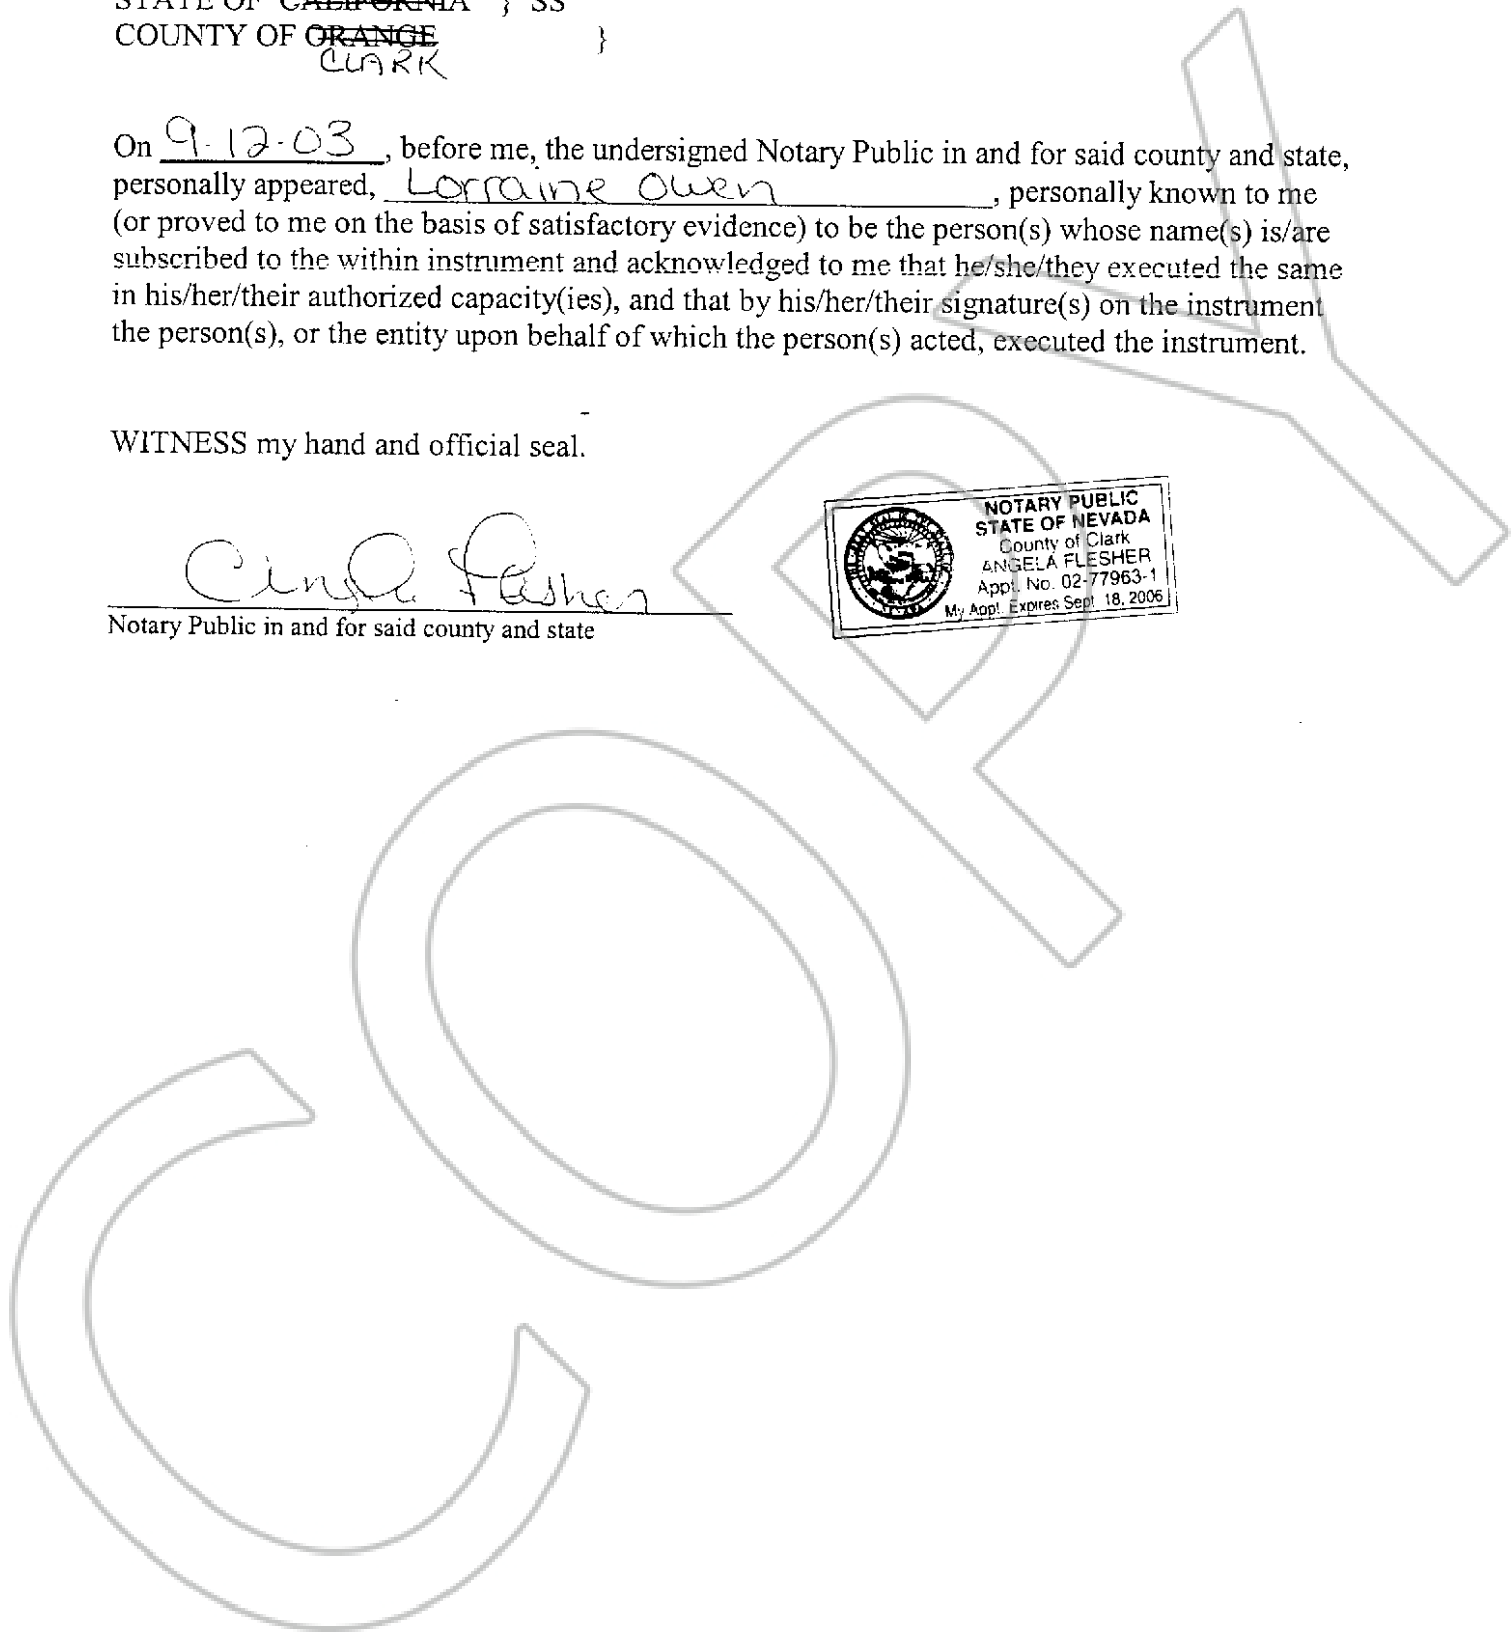 STATE OF CALIFORNIA } SS
COUNTY OF ORANGE }
CLARK
On 9-12-03, before me, the undersigned Notary Public in and for said county and state,
personally appeared, Lorraine Owen, personally known to me
(or proved to me on the basis of satisfactory evidence) to be the person(s) whose name(s) is/are
subscribed to the within instrument and acknowledged to me that he/she/they executed the same
in his/her/their authorized capacity(ies), and that by his/her/their signature(s) on the instrument
the person(s), or the entity upon behalf of which the person(s) acted, executed the instrument.
WITNESS my hand and official seal.
NOTARY PUBLIC
STATE OF NEVADA
County of Clark
ANGELA FLESHER
Appt. No. 02-77963-1
My Appt. Expires Sept. 18, 2006
Notary Public in and for said county and state
COPY